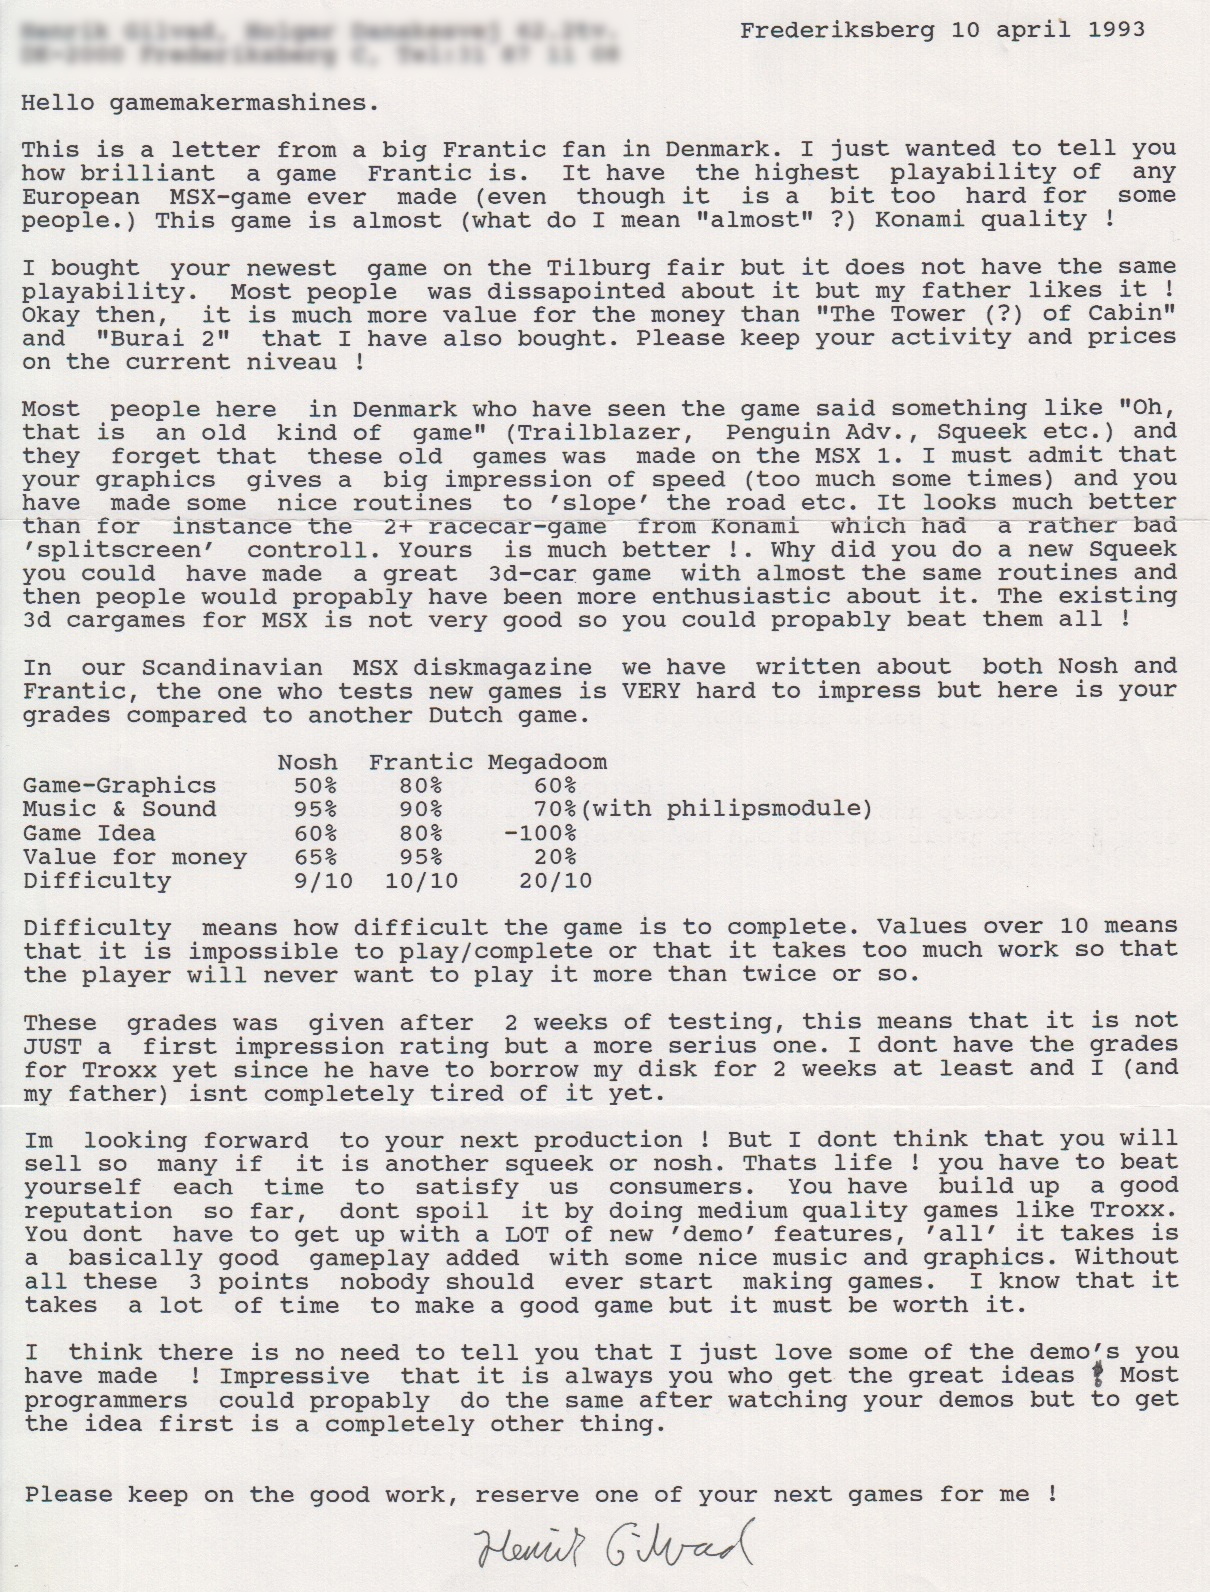 Frederiksberg 10 april 1993
Hello gamemakermashines.
This is a letter from a big Frantic fan in Denmark. I just wanted to tell you
how brilliant a game Frantic is. It have the highest playability of any
European MSX-game ever made (even though it is a bit too hard for some
people.) This game is almost (what do I mean "almost" ?) Konami quality !
I bought your newest game on the Tilburg fair but it does not have the same
playability. Most people was dissapointed about it but my father likes it !
Okay then, it is much more value for the money than "The Tower (?) of Cabin"
and "Burai 2" that I have also bought. Please keep your activity and prices
on the current niveau !
Most people here in Denmark who have seen the game said something like "Oh,
that is an old kind of game" (Trailblazer, Penguin Adv., Squeek etc.) and
they forget that these old games was made on the MSX 1. I must admit that
your graphics gives a big impression of speed (too much some times) and you
have made some nice routines to 'slope' the road etc. It looks much better
than for instance the 2+ racecar-game from Konami which had a rather bad
'splitscreen' controll. Yours is much better !. Why did you do a new Squeek
you could have made a great 3d-car game with almost the same routines and
then people would propably have been more enthusiastic about it. The existing
3d cargames for MSX is not very good so you could propably beat them all !
In our Scandinavian MSX diskmagazine we have written about both Nosh and
Frantic, the one who tests new games is VERY hard to impress but here is your
grades compared to another Dutch game.
Nosh Frantic Megadoom
Game-Graphics 50% 80% 60%
Music & Sound 95% 90% 70%(with philipsmodule)
Game Idea 60% 80% -100%
Value for money 65% 95% 20%
Difficulty 9/10 10/10 20/10
Difficulty means how difficult the game is to complete. Values over 10 means
that it is impossible to play/complete or that it takes too much work so that
the player will never want to play it more than twice or so.
These grades was given after 2 weeks of testing, this means that it is not
JUST a first impression rating but a more serius one. I dont have the grades
for Troxx yet since he have to borrow my disk for 2 weeks at least and I (and
my father) isnt completely tired of it yet.
Im looking forward to your next production ! But I dont think that you will
sell so many if it is another squeek or nosh. Thats life ! you have to beat
yourself each time to satisfy us consumers. You have build up a good
reputation so far, dont spoil it by doing medium quality games like Troxx.
You dont have to get up with a LOT of new 'demo' features, 'all' it takes is
a basically good gameplay added with some nice music and graphics. Without
all these 3 points nobody should ever start making games. I know that it
takes a lot of time to make a good game but it must be worth it.
I think there is no need to tell you that I just love some of the demo's you
have made ! Impressive that it is always you who get the great ideas ! Most
programmers could propably do the same after watching your demos but to get
the idea first is a completely other thing.
Please keep on the good work, reserve one of your next games for me !
Henrik Gilvad